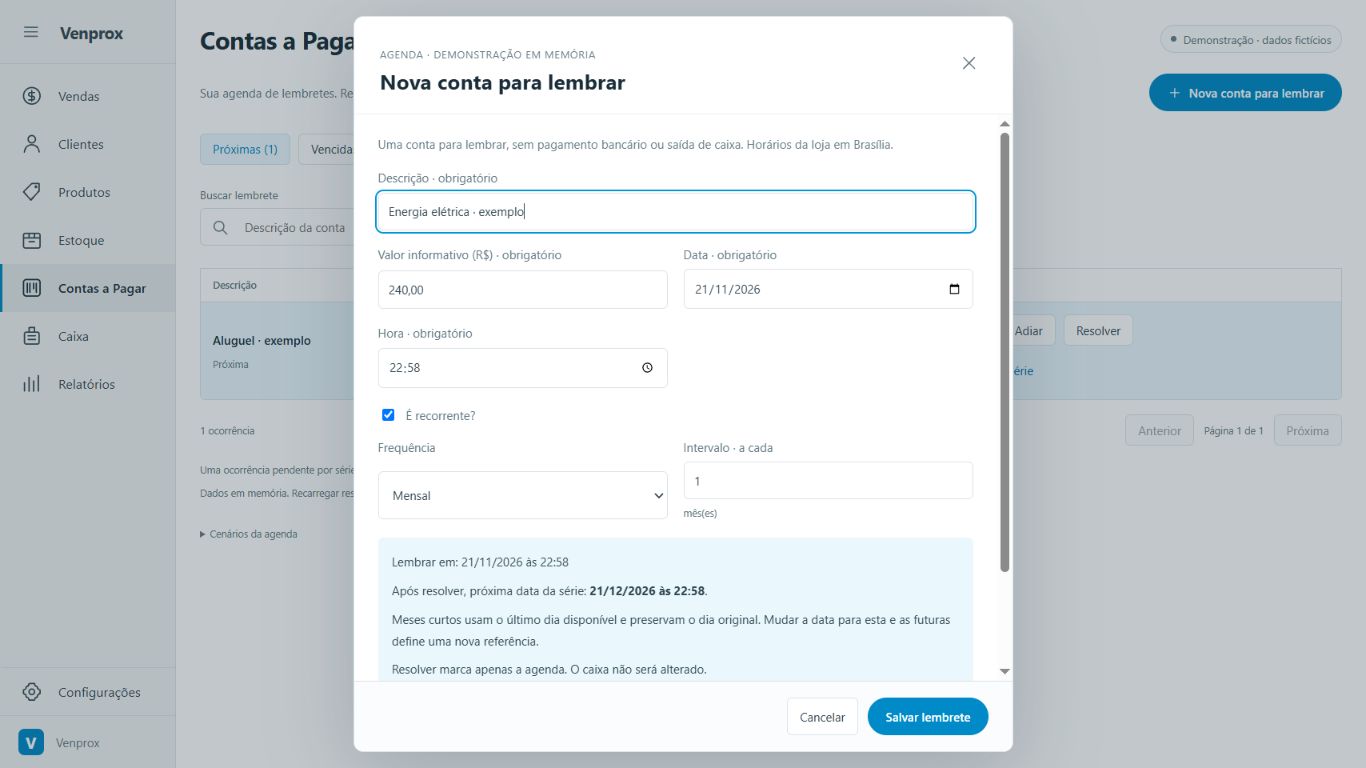 Venprox
Vendas
Clientes
Produtos
Estoque
Contas a Pagar
Caixa
Relatórios
Configurações
V Venprox
Contas a Paga
Demonstração · dados fictícios
Sua agenda de lembretes. Re
+ Nova conta para lembrar
Próximas (1) Vencida
Buscar lembrete
Descrição da conta
Descrição
Aluguel · exemplo
Próxima
Adiar Resolver
érie
1 ocorrência
Anterior Página 1 de 1 Próxima
Uma ocorrência pendente por série
Dados em memória. Recarregar res
Cenários da agenda
AGENDA · DEMONSTRAÇÃO EM MEMÓRIA
Nova conta para lembrar
Uma conta para lembrar, sem pagamento bancário ou saída de caixa. Horários da loja em Brasília.
Descrição · obrigatório
Energia elétrica · exemplo
Valor informativo (R$) · obrigatório Data · obrigatório
240,00 21/11/2026
Hora · obrigatório
22:58
É recorrente?
Frequência Intervalo · a cada
Mensal 1
mês(es)
Lembrar em: 21/11/2026 às 22:58
Após resolver, próxima data da série: 21/12/2026 às 22:58.
Meses curtos usam o último dia disponível e preservam o dia original. Mudar a data para esta e as futuras
define uma nova referência.
Resolver marca apenas a agenda. O caixa não será alterado.
Cancelar Salvar lembrete